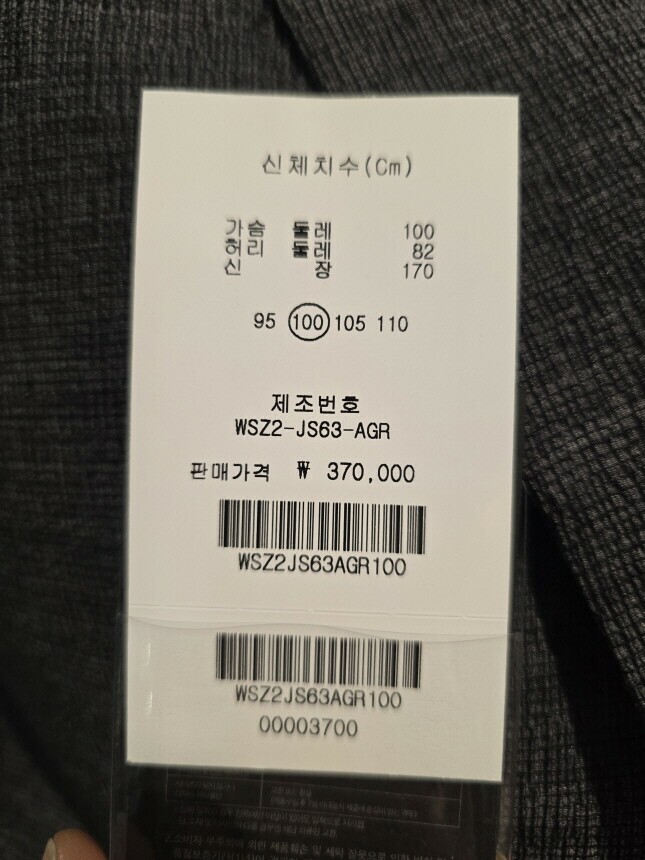 신체치수(Cm)
가슴 둘레 100
허리 둘레 82
신 장 170
95 100 105 110
제조번호
WSZ2-JS63-AGR
판매가격 ₩ 370,000
WSZ2JS63AGR100
WSZ2JS63AGR100
00003700